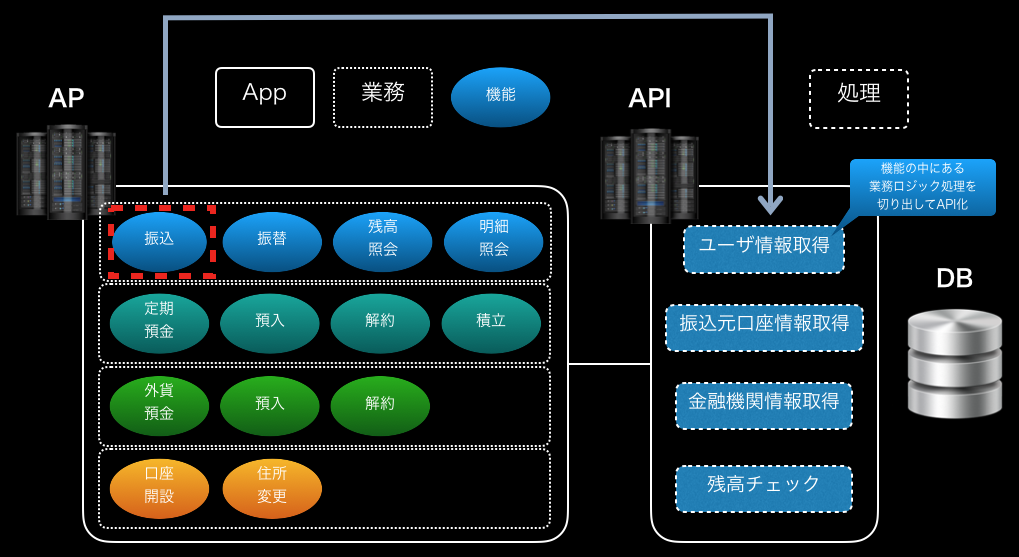 AP
App
業務
機能
API
処理
機能の中にある
業務ロジック処理を
切り出してAPI化
振込
振替
残高
照会
明細
照会
定期
預金
預入
解約
積立
外貨
預金
預入
解約
口座
開設
住所
変更
ユーザ情報取得
振込元口座情報取得
金融機関情報取得
残高チェック
DB